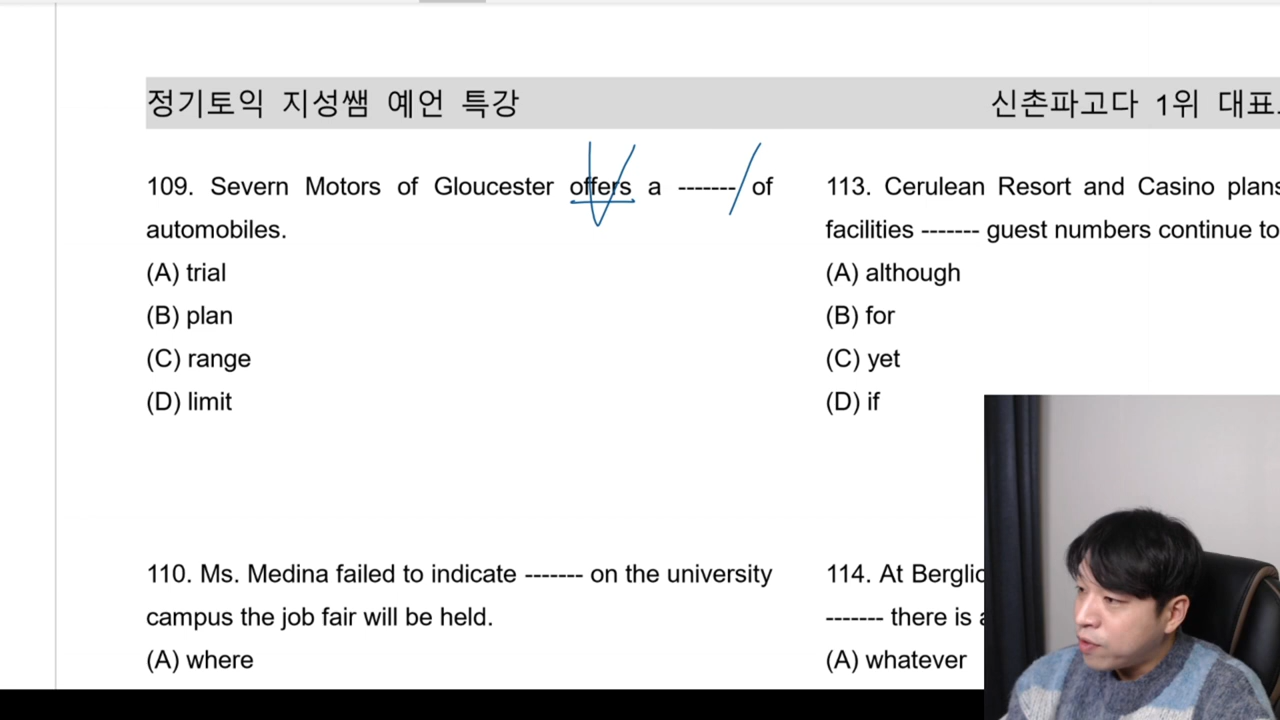 정기토익 지성쌤 예언 특강
신촌파고다 1위 대표
109. Severn Motors of Gloucester offers a ------- of
automobiles.
(A) trial
(B) plan
(C) range
(D) limit
110. Ms. Medina failed to indicate ------- on the university
campus the job fair will be held.
(A) where
113. Cerulean Resort and Casino plans
facilities ------- guest numbers continue to
(A) although
(B) for
(C) yet
(D) if
114. At
------- there is
(A) whatever